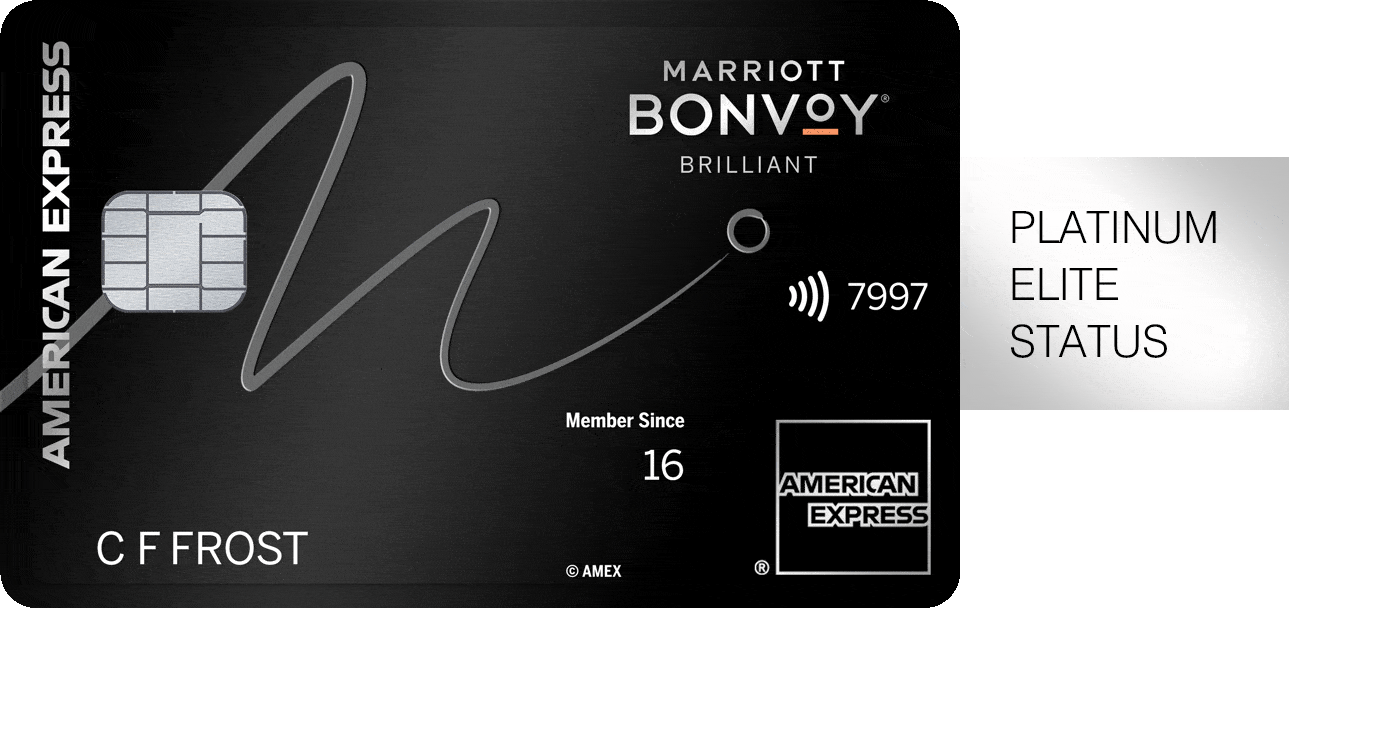 AMERICAN EXPRESS
MARRIOTT
BONVOY®
BRILLIANT
7997
PLATINUM
ELITE
STATUS
Member Since
16
AMERICAN
EXPRESS
®
C F FROST
© AMEX